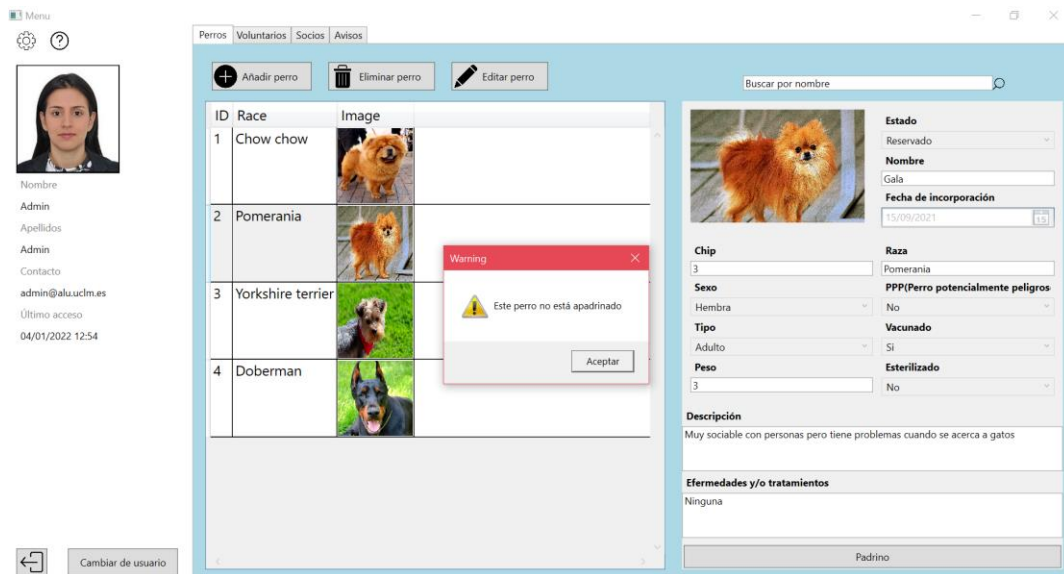 Menu
Perros Voluntarios Socios Avisos
Añadir perro Eliminar perro Editar perro
Buscar por nombre
ID Race Image
1 Chow chow
2 Pomerania
3 Yorkshire terrier
4 Doberman
Nombre
Admin
Apellidos
Admin
Contacto
admin@alu.uclm.es
Último acceso
04/01/2022 12:54
Cambiar de usuario
Warning
Este perro no está apadrinado
Aceptar
Estado
Reservado
Nombre
Gala
Fecha de incorporación
15/09/2021
15
Chip
3
Raza
Pomerania
Sexo
Hembra
PPP(Perro potencialmente peligros
No
Tipo
Adulto
Vacunado
Si
Peso
3
Esterilizado
No
Descripción
Muy sociable con personas pero tiene problemas cuando se acerca a gatos
Efermedades y/o tratamientos
Ninguna
Padrino